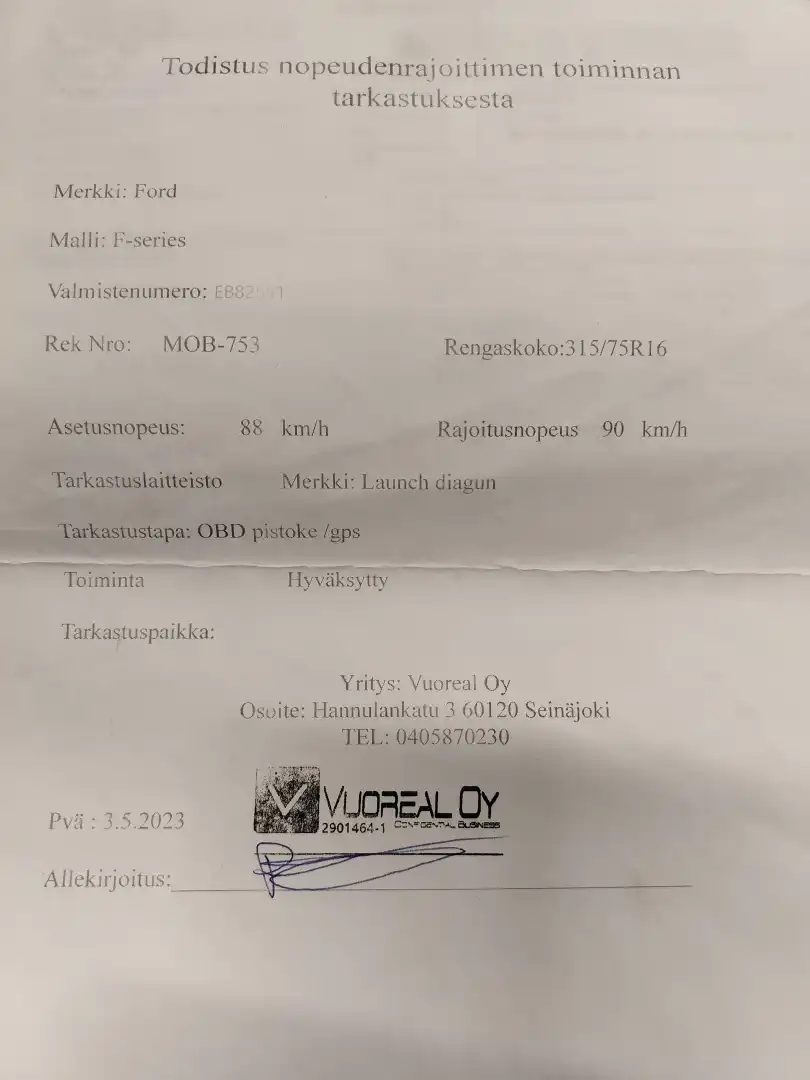 Todistus nopeudenrajoittimen toiminnan
tarkastuksesta
Merkki: Ford
Malli: F-series
Valmistenumero:
Rek Nro: MOB-753 Rengaskoko:315/75R16
Asetusnopeus: 88 km/h Rajoitusnopeus 90 km/h
Tarkastuslaitteisto Merkki: Launch diagun
Tarkastustapa: OBD pistoke /gps
Toiminta Hyväksytty
Tarkastuspaikka:
Yritys: Vuoreal Oy
Osoite: Hannulankatu 3 60120 Seinäjoki
TEL: 0405870230
VUOREAL OY
2901464-1 CONFIDENTIAL BUSINESS
Pvä : 3.5.2023
Allekirjoitus: